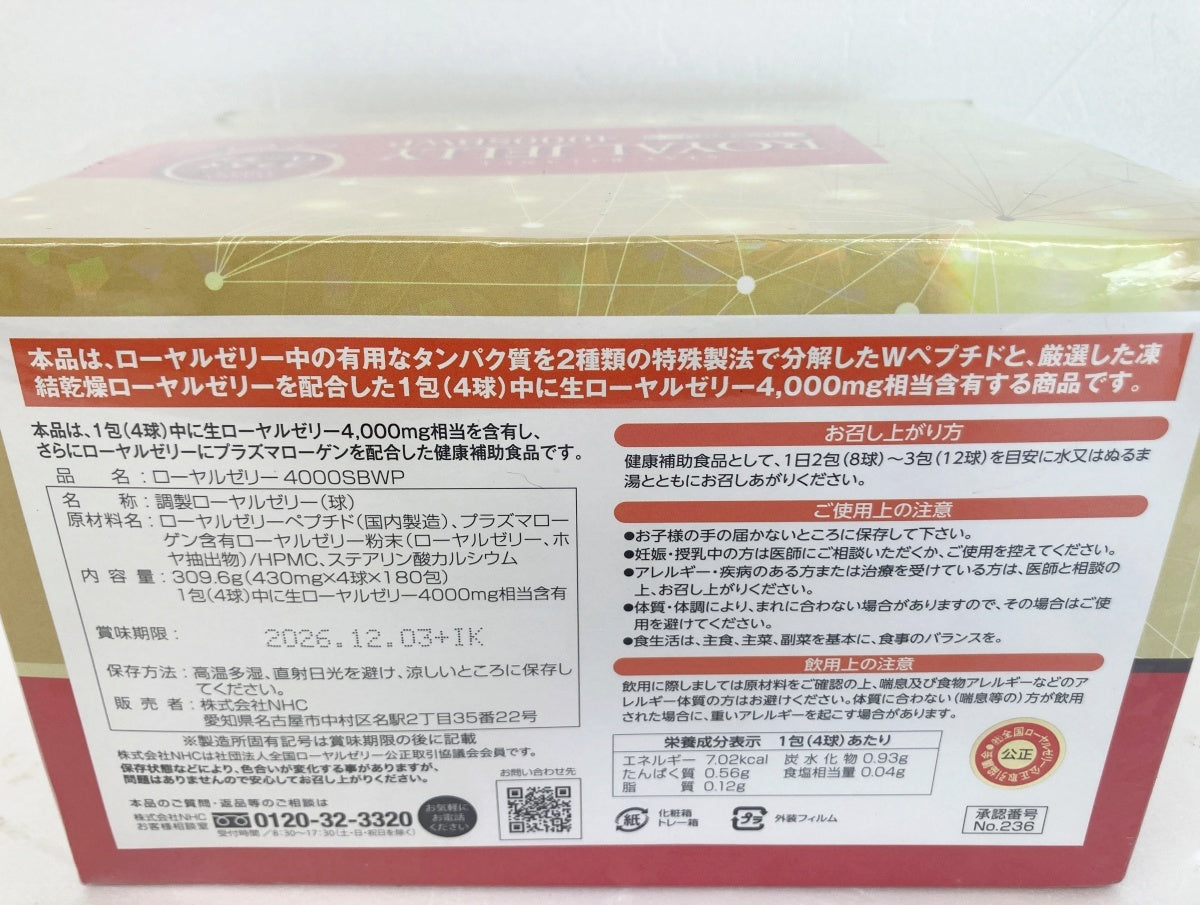 ROYAL JELLY
本品は、ローヤルゼリー中の有用なタンパク質を2種類の特殊製法で分解したWペプチドと、厳選した凍
結乾燥ローヤルゼリーを配合した1包(4球)中に生ローヤルゼリー4,000mg相当含有する商品です。
本品は、1包(4球)中に生ローヤルゼリー4,000mg相当を含有し、
さらにローヤルゼリーにプラズマローゲンを配合した健康補助食品です。
品 名:ローヤルゼリー 4000SBWP
名 称:調製ローヤルゼリー(球)
原材料名:ローヤルゼリーペプチド(国内製造)、プラズマロー
ゲン含有ローヤルゼリー粉末(ローヤルゼリー、ホ
ヤ抽出物)/HPMC、ステアリン酸カルシウム
内 容 量:309.6g(430mg×4球×180包)
1包(4球)中に生ローヤルゼリー4000mg相当含有
賞味期限: 2026.12.03+IK
保存方法:高温多湿、直射日光を避け、涼しいところに保存し
てください。
販 売 者:株式会社NHC
愛知県名古屋市中村区名駅2丁目35番22号
※製造所固有記号は賞味期限の後に記載
株式会社NHCは社団法人全国ローヤルゼリー公正取引協議会会員です。
保存状態などにより、色合いが変化する事がありますが、
問題はありませんので安心してお召し上がりください。
本品のご質問・返品等のご相談は
株式会社NHC
お客様相談室
0120-32-3320
受付時間/8:30~17:30(土・日・祝日を除く)
お気軽に
お電話
ください
お問い合わせ先
お召し上がり方
健康補助食品として、1日2包(8球)~3包(12球)を目安に水又はぬるま
湯とともにお召しあがりください。
ご使用上の注意
●お子様の手の届かないところに保存して下さい。
●妊娠・授乳中の方は医師にご相談いただくか、ご使用を控えてください。
●アレルギー・疾病のある方または治療を受けている方は、医師と相談の
上、お召し上がりください。
●体質・体調により、まれに合わない場合がありますので、その場合はご使
用を避けてください。
●食生活は、主食、主菜、副菜を基本に、食事のバランスを。
飲用上の注意
飲用に際しましては原材料をご確認の上、喘息及び食物アレルギーなどのア
レルギー体質の方はお避けください。体質に合わない(喘息等の)方が飲用
された場合に、重いアレルギーを起こす場合があります。
栄養成分表示 1包(4球)あたり
エネルギー 7.02kcal 炭水化物 0.93g
たんぱく質 0.56g 食塩相当量 0.04g
脂 質 0.12g
社全国ローヤルゼリー公正取引協議会
公正
紙
化粧箱
トレー箱
プラ
外装フィルム
承認番号
No.236